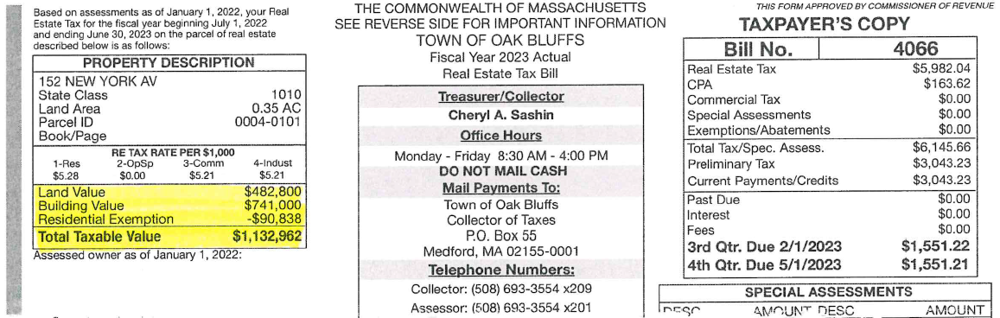 Based on assessments as of January 1, 2022, your Real
Estate Tax for the fiscal year beginning July 1, 2022
and ending June 30, 2023 on the parcel of real estate
described below is as follows:
PROPERTY DESCRIPTION
152 NEW YORK AV
State Class 1010
Land Area 0.35 AC
Parcel ID 0004-0101
Book/Page
RE TAX RATE PER $1,000
1-Res 2-OpSp 3-Comm 4-Indust
$5.28 $0.00 $5.21 $5.21
Land Value $482,800
Building Value $741,000
Residential Exemption -$90,838
Total Taxable Value $1,132,962
Assessed owner as of January 1, 2022:
THE COMMONWEALTH OF MASSACHUSETTS
SEE REVERSE SIDE FOR IMPORTANT INFORMATION
TOWN OF OAK BLUFFS
Fiscal Year 2023 Actual
Real Estate Tax Bill
Treasurer/Collector
Cheryl A. Sashin
Office Hours
Monday - Friday 8:30 AM - 4:00 PM
DO NOT MAIL CASH
Mail Payments To:
Town of Oak Bluffs
Collector of Taxes
P.O. Box 55
Medford, MA 02155-0001
Telephone Numbers:
Collector: (508) 693-3554 x209
Assessor: (508) 693-3554 x201
THIS FORM APPROVED BY COMMISSIONER OF REVENUE
TAXPAYER'S COPY
Bill No. 4066
Real Estate Tax $5,982.04
CPA $163.62
Commercial Tax $0.00
Special Assessments $0.00
Exemptions/Abatements $0.00
Total Tax/Spec. Assess. $6,145.66
Preliminary Tax $3,043.23
Current Payments/Credits $3,043.23
Past Due $0.00
Interest $0.00
Fees $0.00
3rd Qtr. Due 2/1/2023 $1,551.22
4th Qtr. Due 5/1/2023 $1,551.21
SPECIAL ASSESSMENTS
DESC AMOUNT DESC AMOUNT